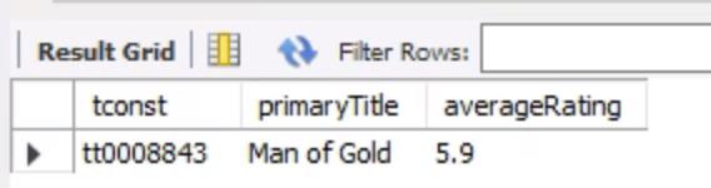 Result Grid Filter Rows:
tconst primaryTitle averageRating
tt0008843 Man of Gold 5.9